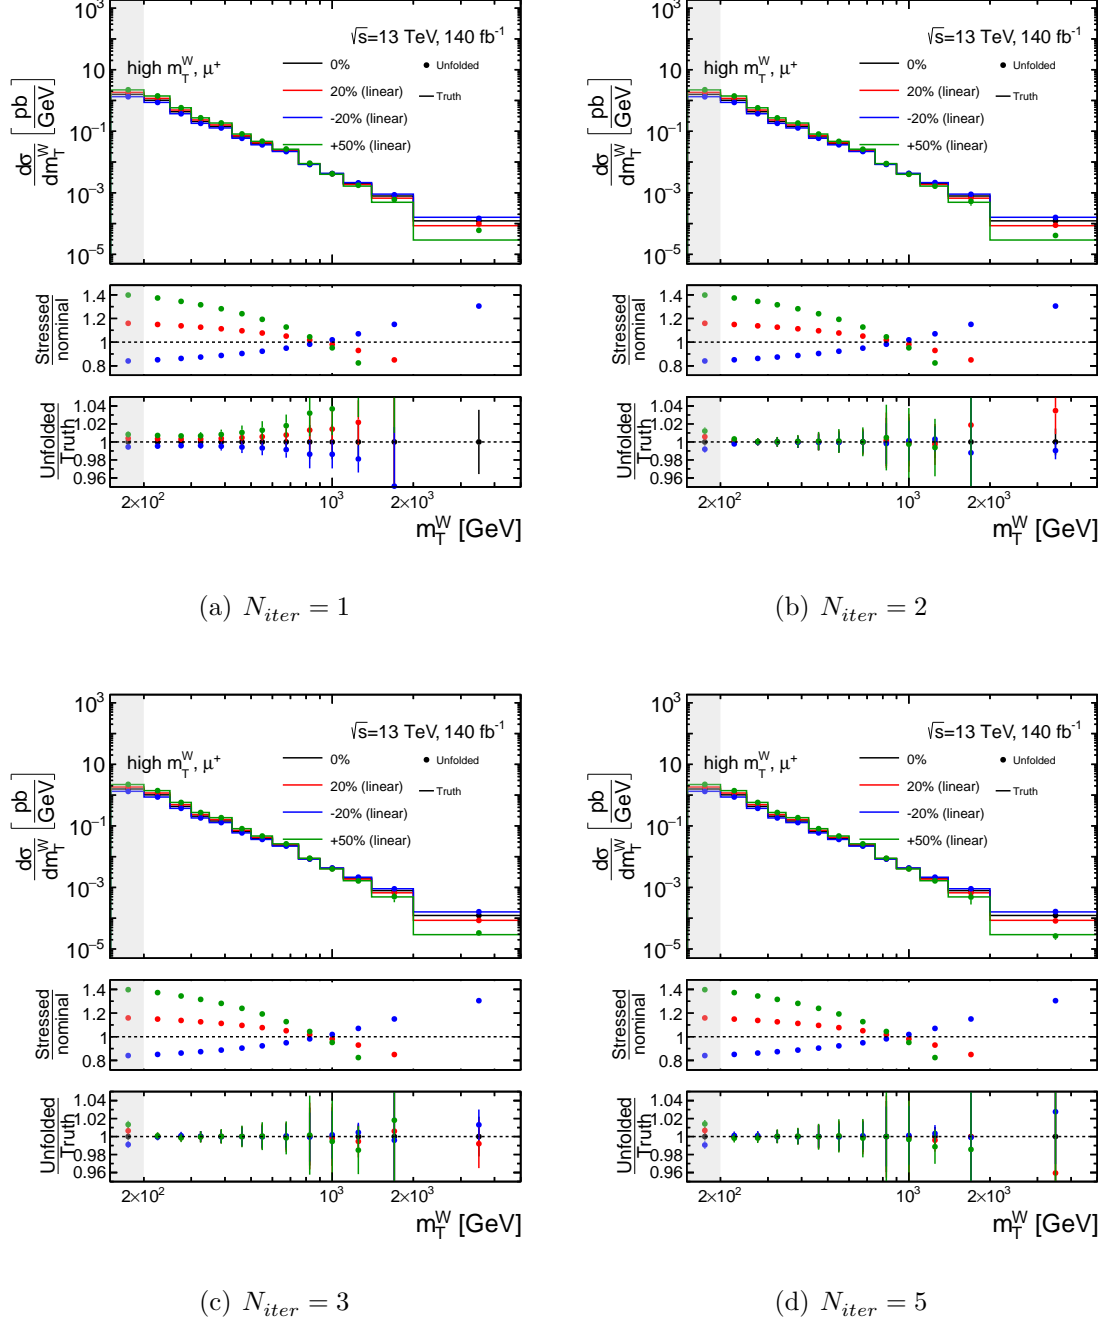 10³
√s=13 TeV, 140 fb⁻¹
high m_T^W, μ⁺
0%
20% (linear)
-20% (linear)
+50% (linear)
Unfolded
Truth
dσ/dm_T^W [pb/GeV]
10
10⁻¹
10⁻³
10⁻⁵
Stressed
nominal
1.4
1.2
1
0.8
Unfolded
Truth
1.04
1.02
1
0.98
0.96
2×10² 10³ 2×10³
m_T^W [GeV]
(a) N_iter = 1
10³
√s=13 TeV, 140 fb⁻¹
high m_T^W, μ⁺
0%
20% (linear)
-20% (linear)
+50% (linear)
Unfolded
Truth
dσ/dm_T^W [pb/GeV]
10
10⁻¹
10⁻³
10⁻⁵
Stressed
nominal
1.4
1.2
1
0.8
Unfolded
Truth
1.04
1.02
1
0.98
0.96
2×10² 10³ 2×10³
m_T^W [GeV]
(b) N_iter = 2
10³
√s=13 TeV, 140 fb⁻¹
high m_T^W, μ⁺
0%
20% (linear)
-20% (linear)
+50% (linear)
Unfolded
Truth
dσ/dm_T^W [pb/GeV]
10
10⁻¹
10⁻³
10⁻⁵
Stressed
nominal
1.4
1.2
1
0.8
Unfolded
Truth
1.04
1.02
1
0.98
0.96
2×10² 10³ 2×10³
m_T^W [GeV]
(c) N_iter = 3
10³
√s=13 TeV, 140 fb⁻¹
high m_T^W, μ⁺
0%
20% (linear)
-20% (linear)
+50% (linear)
Unfolded
Truth
dσ/dm_T^W [pb/GeV]
10
10⁻¹
10⁻³
10⁻⁵
Stressed
nominal
1.4
1.2
1
0.8
Unfolded
Truth
1.04
1.02
1
0.98
0.96
2×10² 10³ 2×10³
m_T^W [GeV]
(d) N_iter = 5